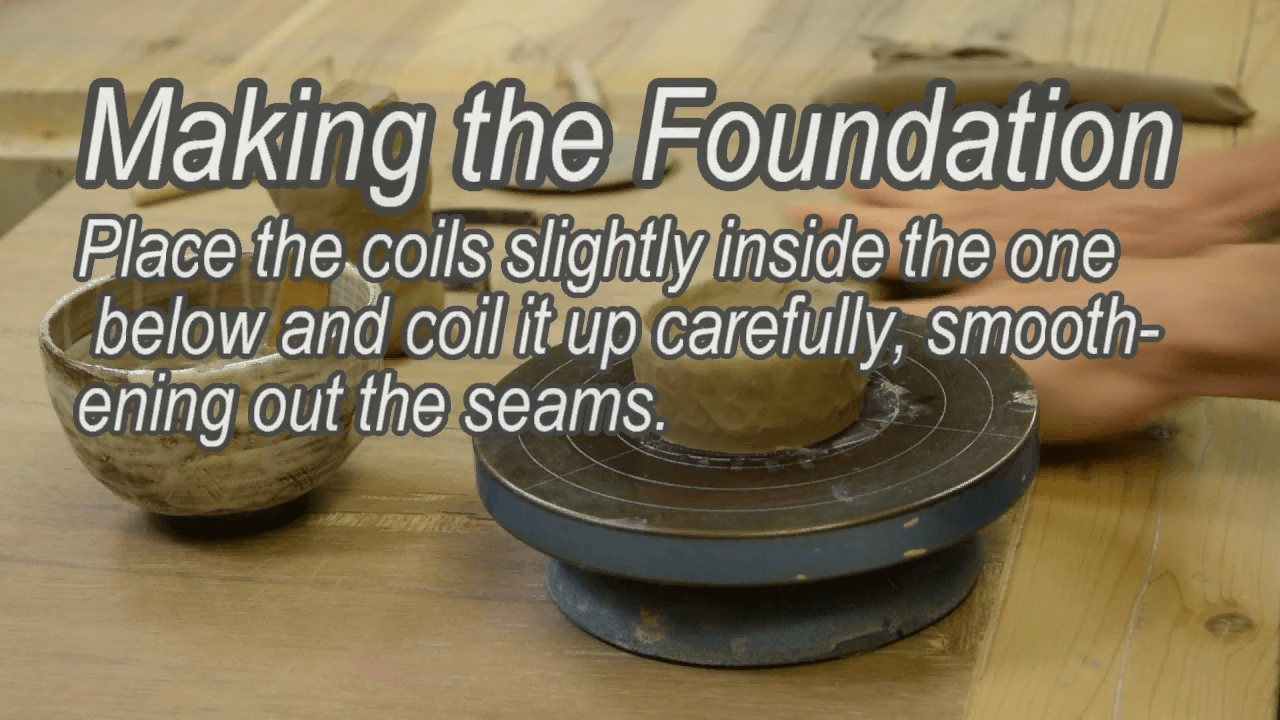 Making the Foundation
Place the coils slightly inside the one
below and coil it up carefully, smooth-
ening out the seams.